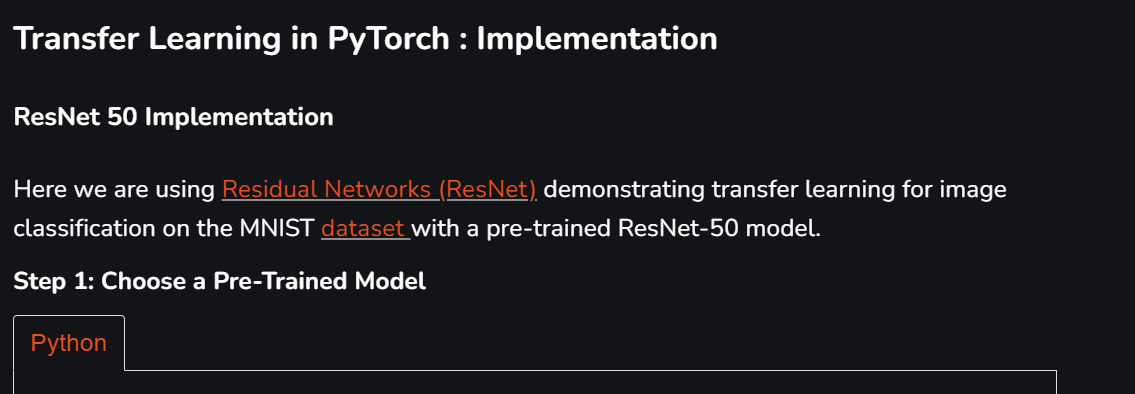 Transfer Learning in PyTorch : Implementation
ResNet 50 Implementation
Here we are using Residual Networks (ResNet) demonstrating transfer learning for image
classification on the MNIST dataset with a pre-trained ResNet-50 model.
Step 1: Choose a Pre-Trained Model
Python